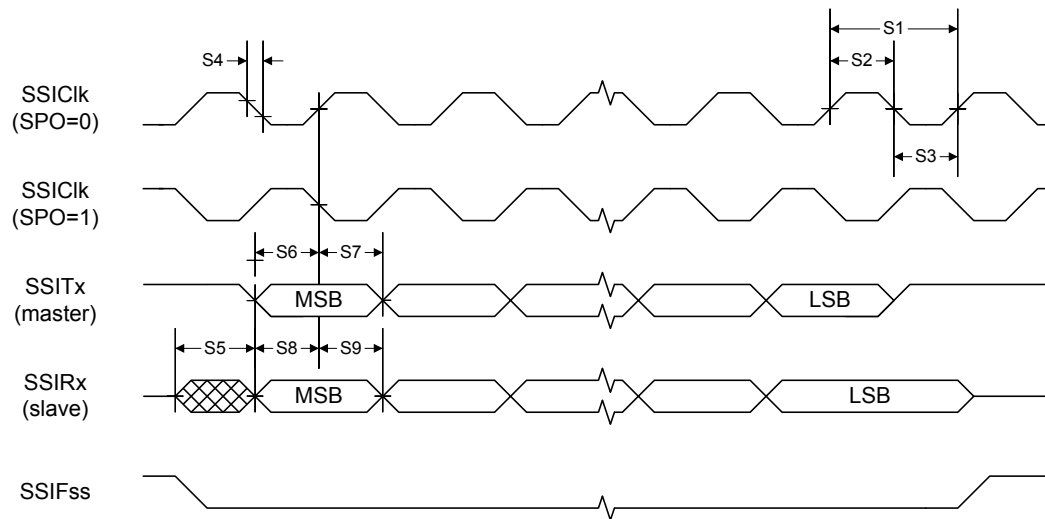 S1
S4
S2
SSIClk
(SPO=0)
S3
SSIClk
(SPO=1)
S6
S7
SSITx
(master)
MSB
LSB
S5
S8
S9
SSIRx
(slave)
MSB
LSB
SSIFss